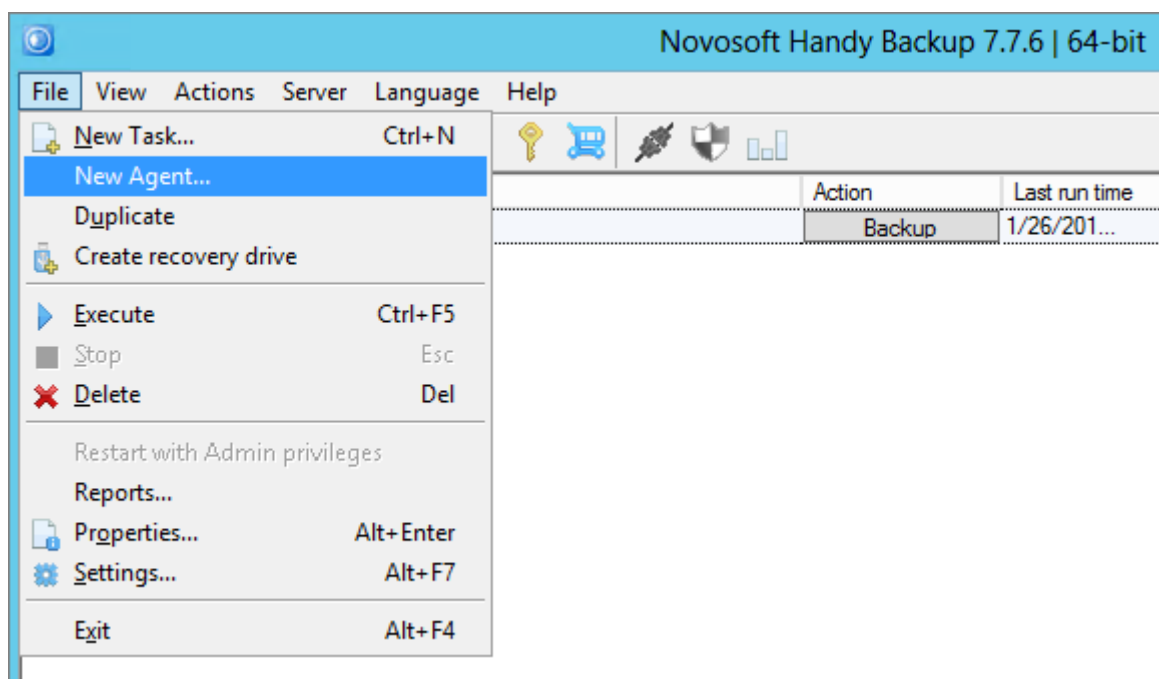 Novosoft Handy Backup 7.7.6 | 64-bit
File View Actions Server Language Help
New Task... Ctrl+N
New Agent...
Duplicate
Create recovery drive
Execute Ctrl+F5
Stop Esc
Delete Del
Restart with Admin privileges
Reports...
Properties... Alt+Enter
Settings... Alt+F7
Exit Alt+F4
Action Last run time
Backup 1/26/201...